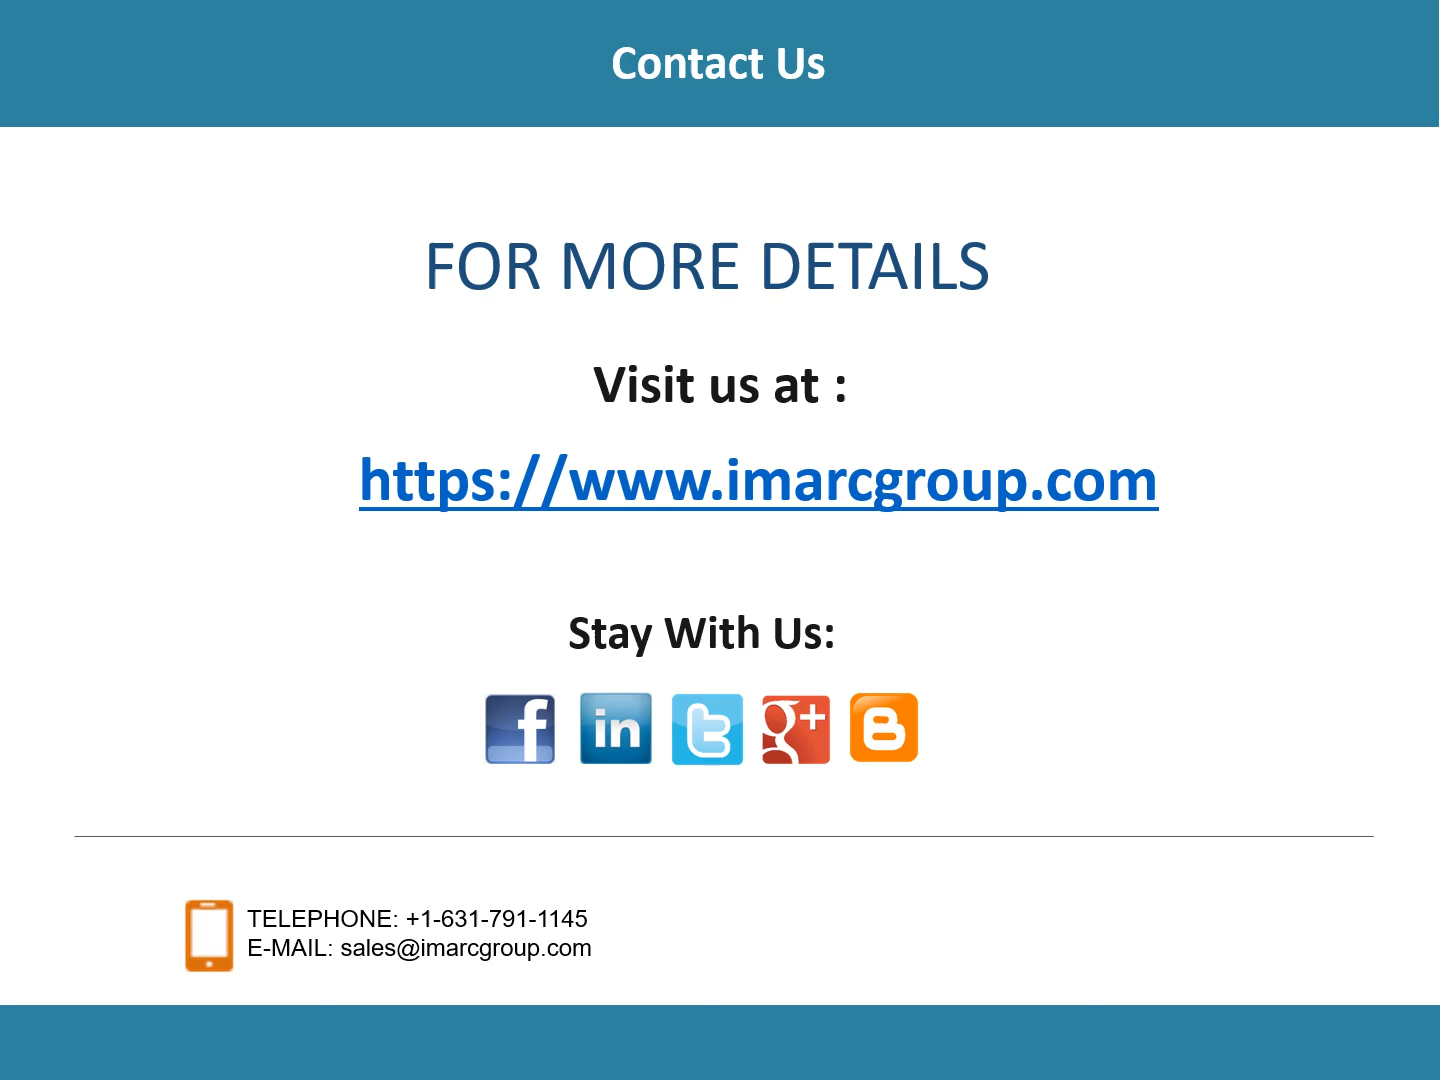 Contact Us
FOR MORE DETAILS
Visit us at :
https://www.imarcgroup.com
Stay With Us:
f in t g+ B
TELEPHONE: +1-631-791-1145
E-MAIL: sales@imarcgroup.com